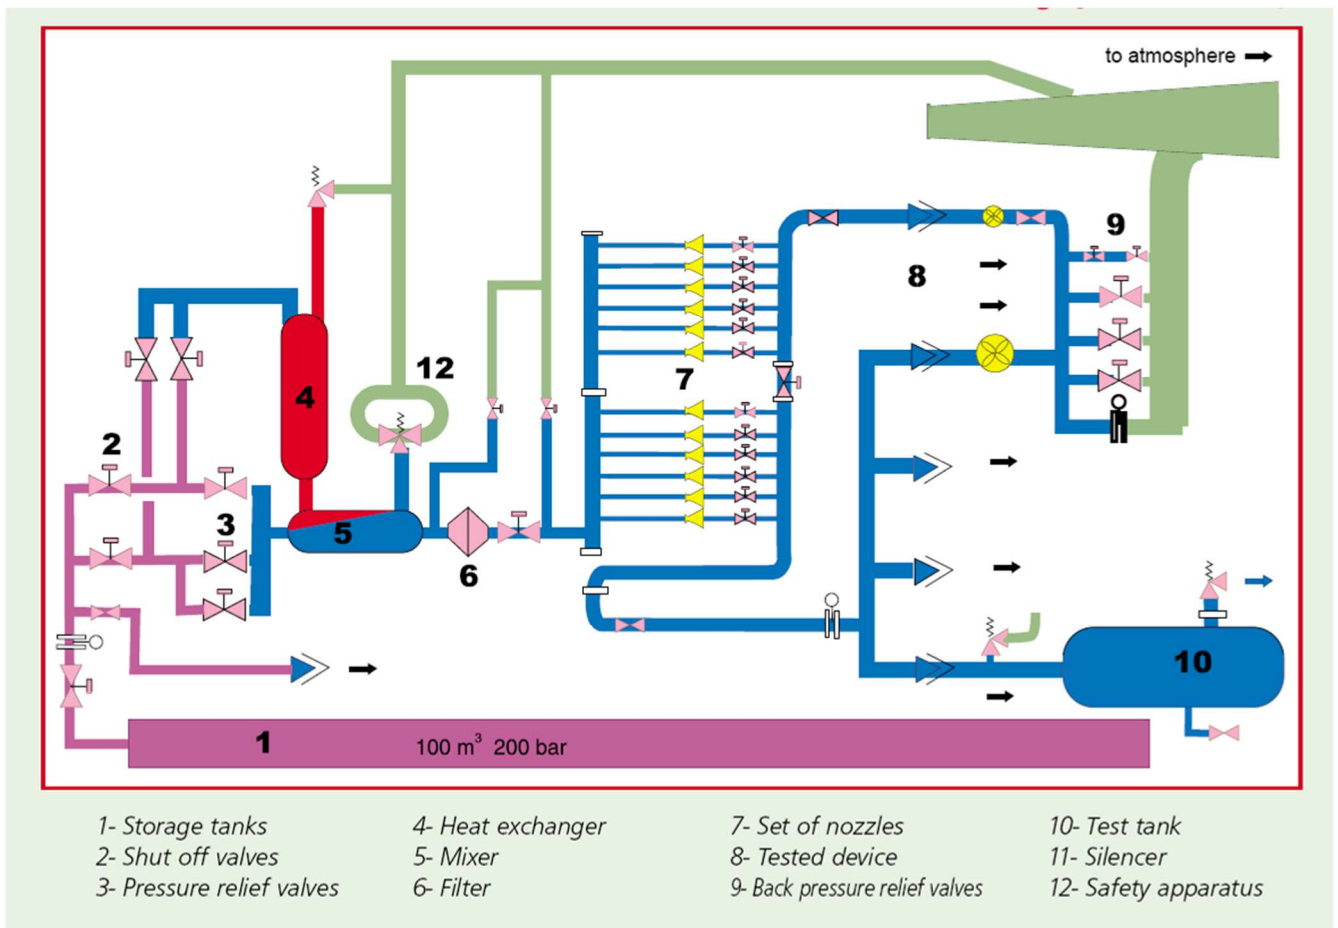 to atmosphere
12
9
8
4
7
2
3
5
6
10
1
100 m³ 200 bar
1- Storage tanks
2- Shut off valves
3- Pressure relief valves
4- Heat exchanger
5- Mixer
6- Filter
7- Set of nozzles
8- Tested device
9- Back pressure relief valves
10- Test tank
11- Silencer
12- Safety apparatus